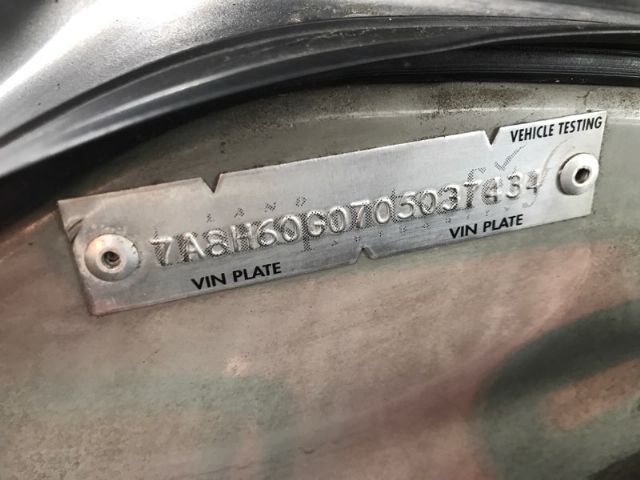 VEHICLE TESTING
7A8H60G0705037434
VIN PLATE VIN PLATE